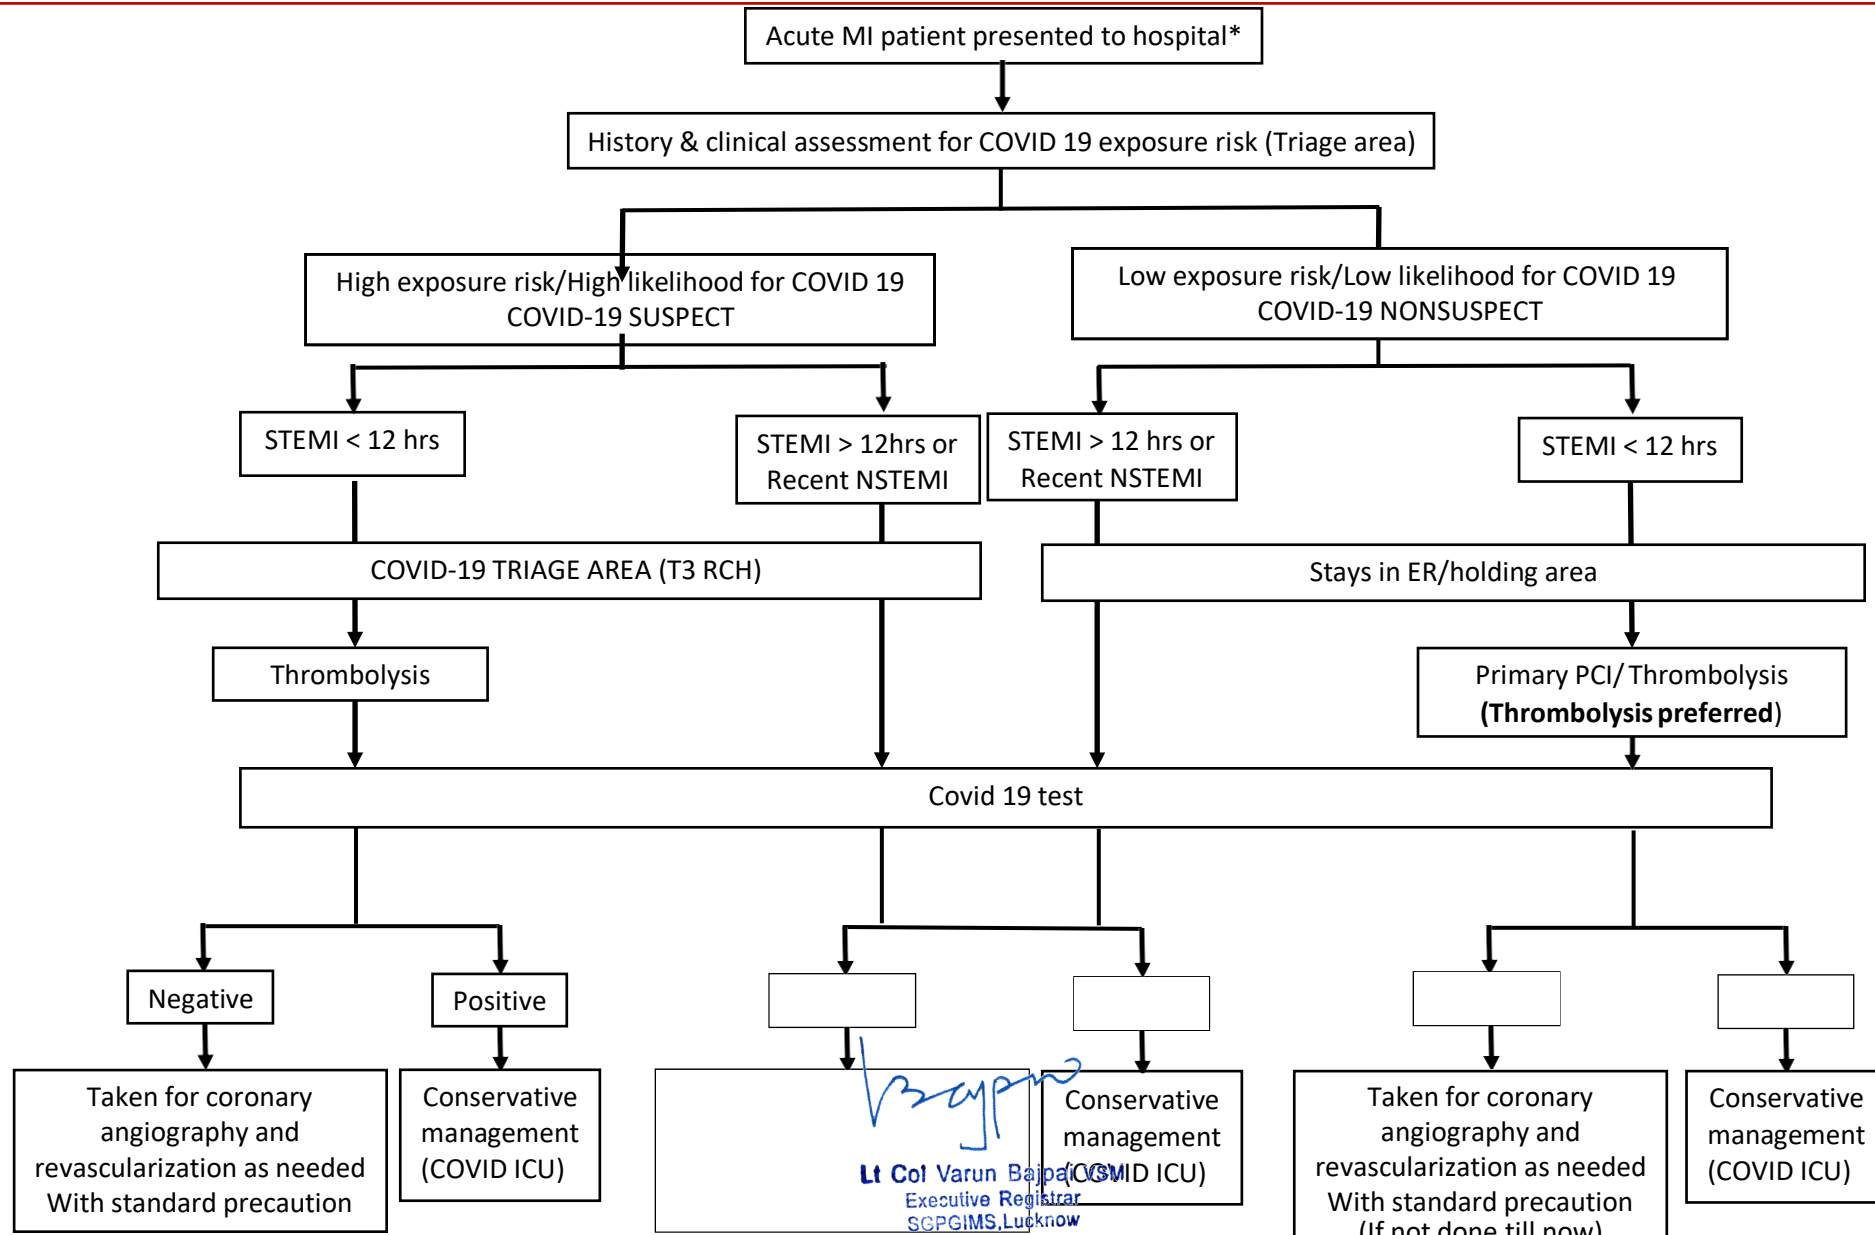 Acute MI patient presented to hospital*
History & clinical assessment for COVID 19 exposure risk (Triage area)
High exposure risk/High likelihood for COVID 19
COVID-19 SUSPECT
Low exposure risk/Low likelihood for COVID 19
COVID-19 NONSUSPECT
STEMI < 12 hrs
STEMI > 12hrs or
Recent NSTEMI
STEMI > 12 hrs or
Recent NSTEMI
STEMI < 12 hrs
COVID-19 TRIAGE AREA (T3 RCH)
Stays in ER/holding area
Thrombolysis
Primary PCI/ Thrombolysis
(Thrombolysis preferred)
Covid 19 test
Negative
Positive
Taken for coronary
angiography and
revascularization as needed
With standard precaution
Conservative
management
(COVID ICU)
Lt Col Varun Bajpai VSM
Executive Registrar
SGPGIMS,Lucknow
Conservative
management
(COVID ICU)
Taken for coronary
angiography and
revascularization as needed
With standard precaution
(If not done till now)
Conservative
management
(COVID ICU)